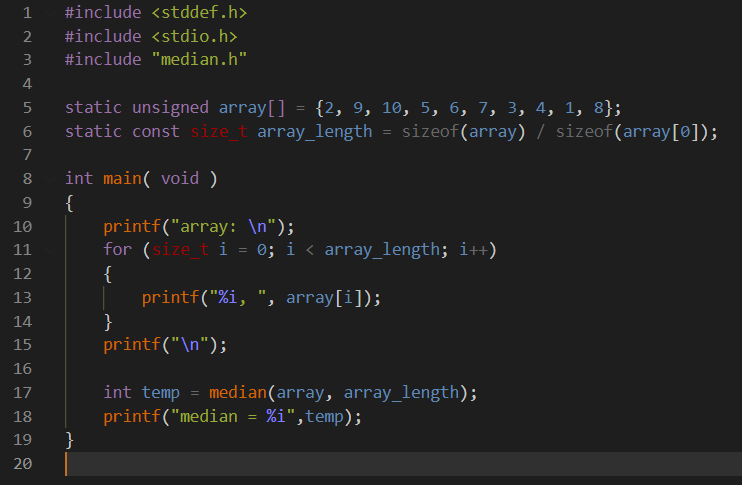 1 #include <stddef.h>
2 #include <stdio.h>
3 #include "median.h"
4
5 static unsigned array[] = {2, 9, 10, 5, 6, 7, 3, 4, 1, 8};
6 static const size_t array_length = sizeof(array) / sizeof(array[0]);
7
8 int main( void )
9 {
10     printf("array: \n");
11     for (size_t i = 0; i < array_length; i++)
12     {
13         printf("%i, ", array[i]);
14     }
15     printf("\n");
16
17     int temp = median(array, array_length);
18     printf("median = %i",temp);
19 }
20